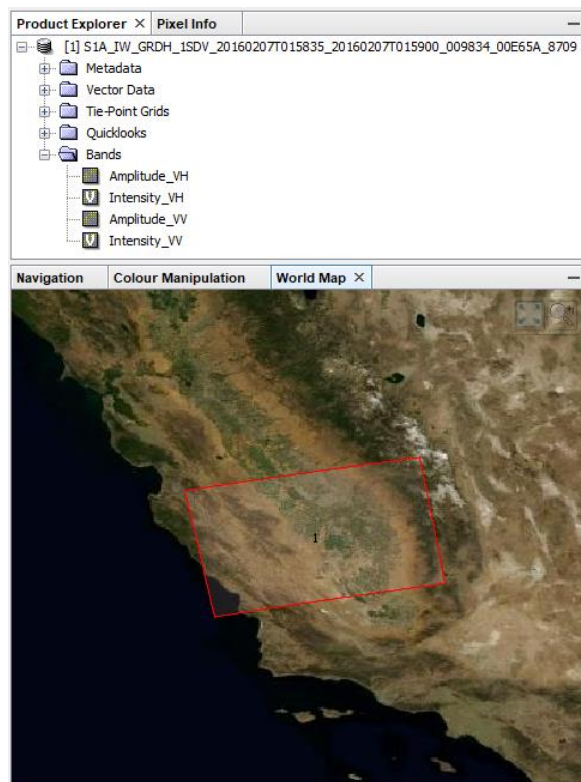 Product Explorer × Pixel Info
[1] S1A_IW_GRDH_1SDV_20160207T015835_20160207T015900_009834_00E65A_8709
Metadata
Vector Data
Tie-Point Grids
Quicklooks
Bands
Amplitude_VH
Intensity_VH
Amplitude_VV
Intensity_VV
Navigation Colour Manipulation World Map ×
1